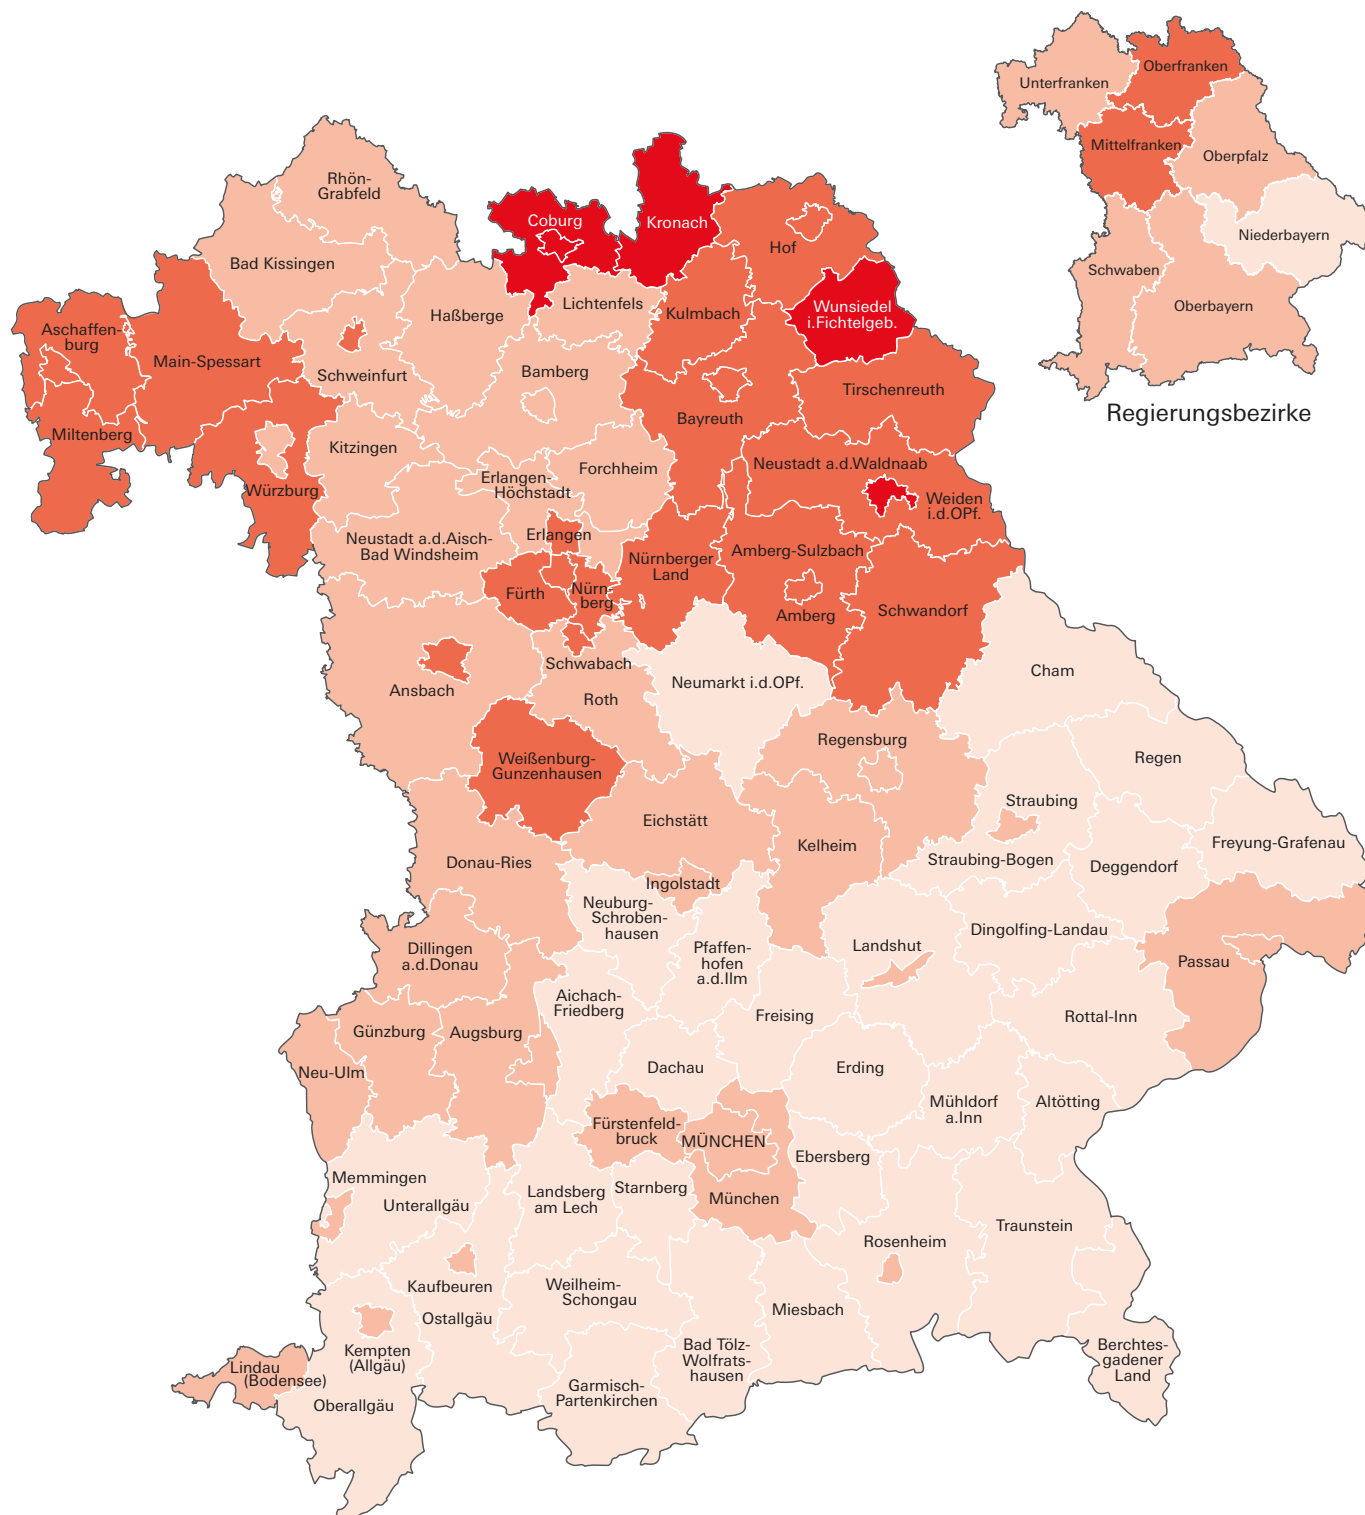 Oberfranken
Unterfranken
Mittelfranken
Oberpfalz
Niederbayern
Schwaben
Oberbayern
Regierungsbezirke
Rhön-
Grabfeld
Coburg
Kronach
Hof
Bad Kissingen
Lichtenfels
Wunsiedel
i.Fichtelgeb.
Haßberge
Kulmbach
Aschaffen-
burg
Main-Spessart
Schweinfurt
Bamberg
Tirschenreuth
Bayreuth
Miltenberg
Kitzingen
Forchheim
Neustadt a.d.Waldnaab
Erlangen-
Höchstadt
Würzburg
Weiden
i.d.OPf.
Neustadt a.d.Aisch-
Bad Windsheim
Erlangen
Nürnberger
Land
Amberg-Sulzbach
Fürth
Nürn-
berg
Amberg
Schwandorf
Schwabach
Cham
Ansbach
Roth
Neumarkt i.d.OPf.
Regensburg
Weißenburg-
Gunzenhausen
Regen
Straubing
Eichstätt
Kelheim
Freyung-Grafenau
Donau-Ries
Straubing-Bogen
Deggendorf
Ingolstadt
Neuburg-
Schroben-
hausen
Dingolfing-Landau
Dillingen
a.d.Donau
Pfaffen-
hofen
a.d.Ilm
Landshut
Passau
Aichach-
Friedberg
Freising
Rottal-Inn
Günzburg
Augsburg
Neu-Ulm
Dachau
Erding
Mühldorf
a.Inn
Altötting
Fürstenfeld-
bruck
MÜNCHEN
Ebersberg
Memmingen
Unterallgäu
Landsberg
am Lech
Starnberg
München
Traunstein
Rosenheim
Kaufbeuren
Weilheim-
Schongau
Ostallgäu
Miesbach
Kempten
(Allgäu)
Bad Tölz-
Wolfrats-
hausen
Berchtes-
gadener
Land
Lindau
(Bodensee)
Garmisch-
Partenkirchen
Oberallgäu